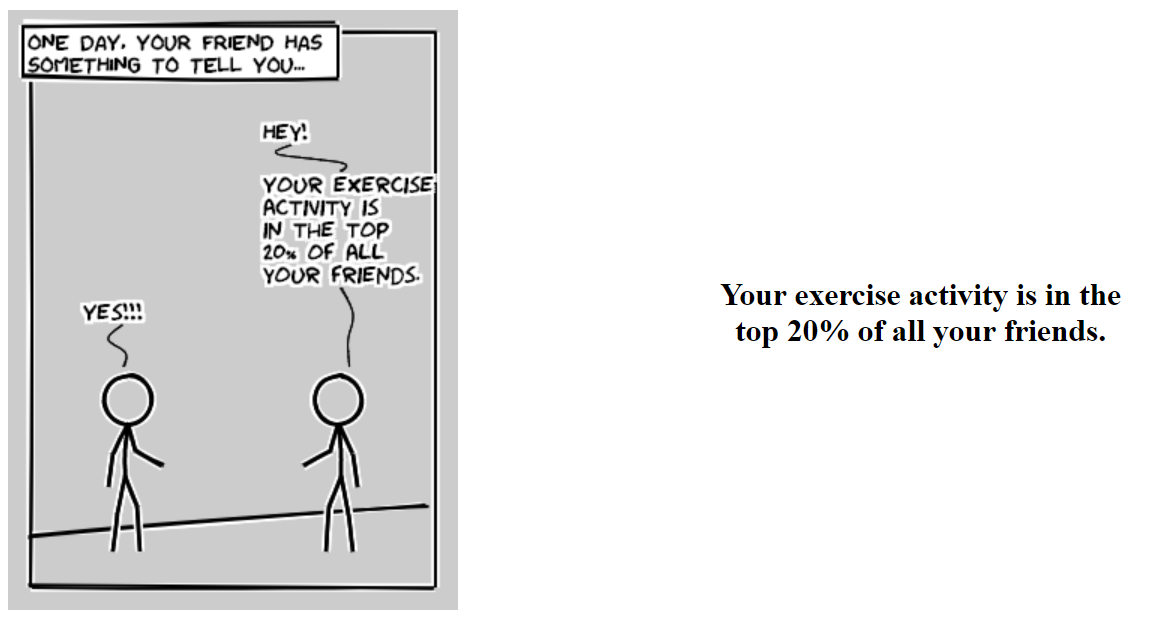 ONE DAY, YOUR FRIEND HAS
SOMETHING TO TELL YOU...
HEY!
YOUR EXERCISE
ACTIVITY IS
IN THE TOP
20% OF ALL
YOUR FRIENDS.
YES!!!
Your exercise activity is in the
top 20% of all your friends.